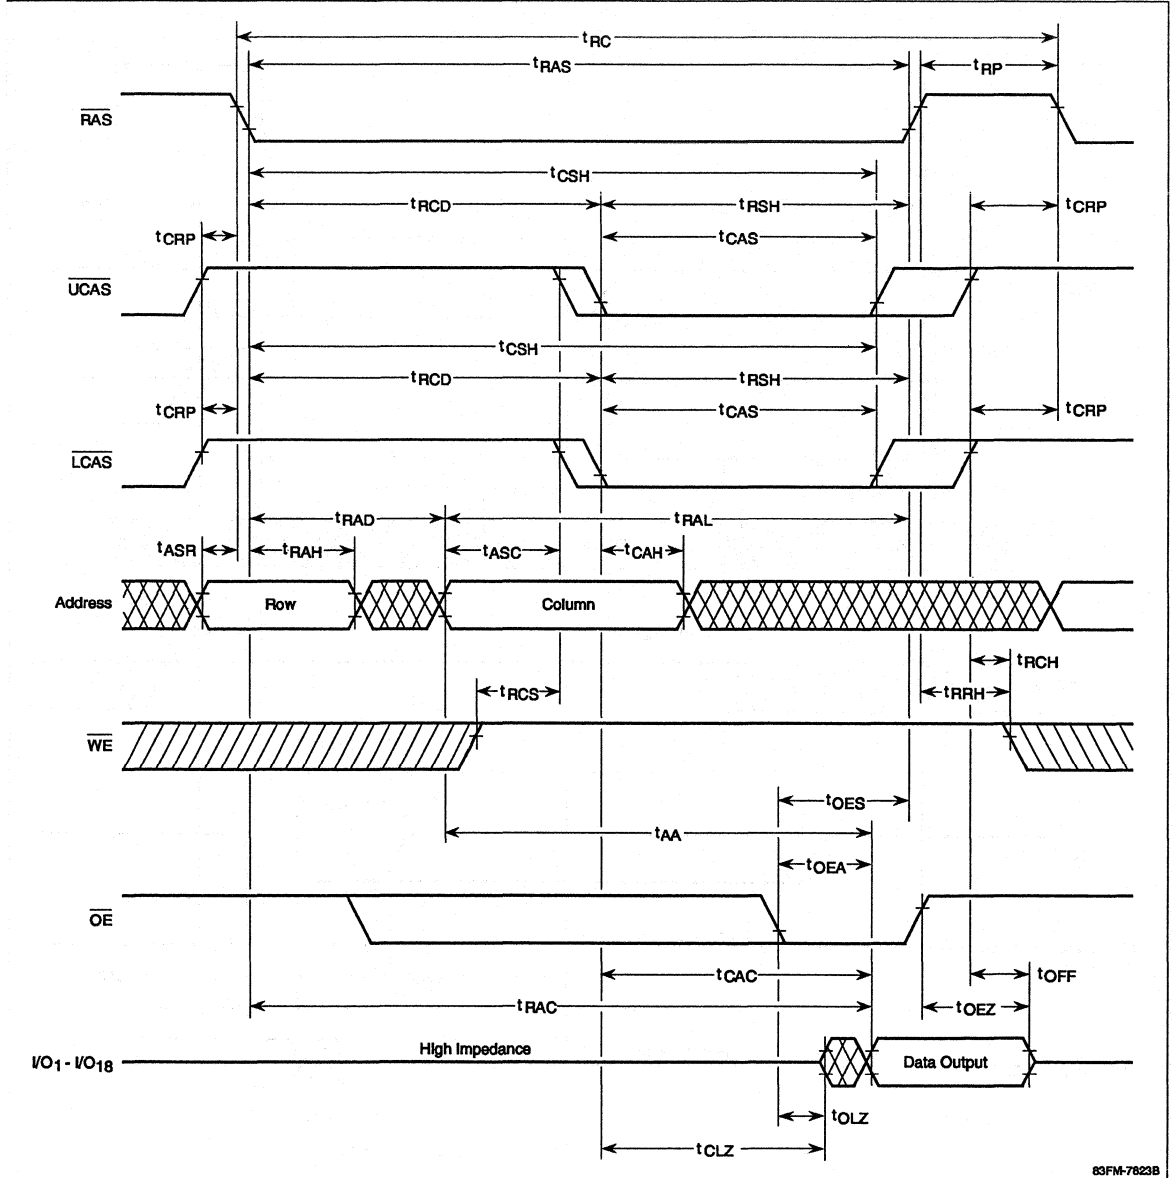 tRC
tRAS
tRP
RAS
tCSH
tRCD
tRSH
tCRP
tCRP
tCAS
UCAS
tCSH
tRCD
tRSH
tCRP
tCAS
tCRP
LCAS
tRAD
tRAL
tASR
tRAH
tASC
tCAH
Address
Row
Column
tRCH
tRCS
tRRH
WE
tOES
tAA
tOEA
OE
tCAC
tOFF
tRAC
tOEZ
High Impedance
I/O1 - I/O18
Data Output
tOLZ
tCLZ
83FM-7823B